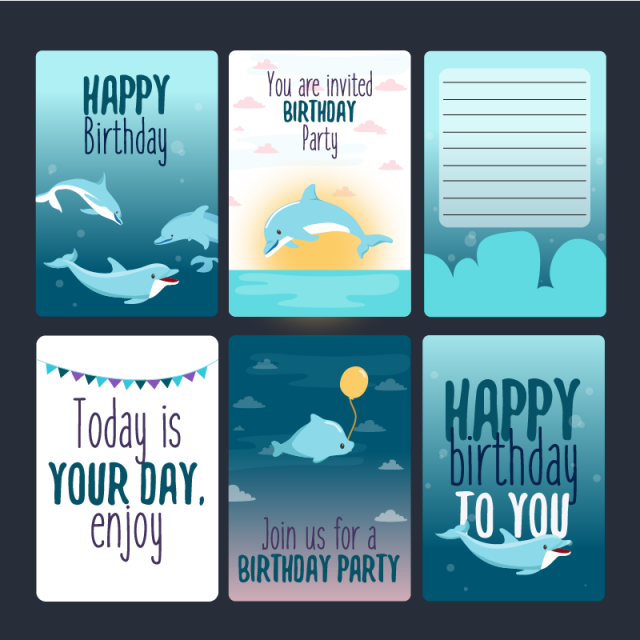 HAPPY
Birthday
You are invited
BIRTHDAY
Party
Today is
YOUR DAY,
enjoy
Join us for a
BIRTHDAY PARTY
HAPPY
birthday
TO YOU